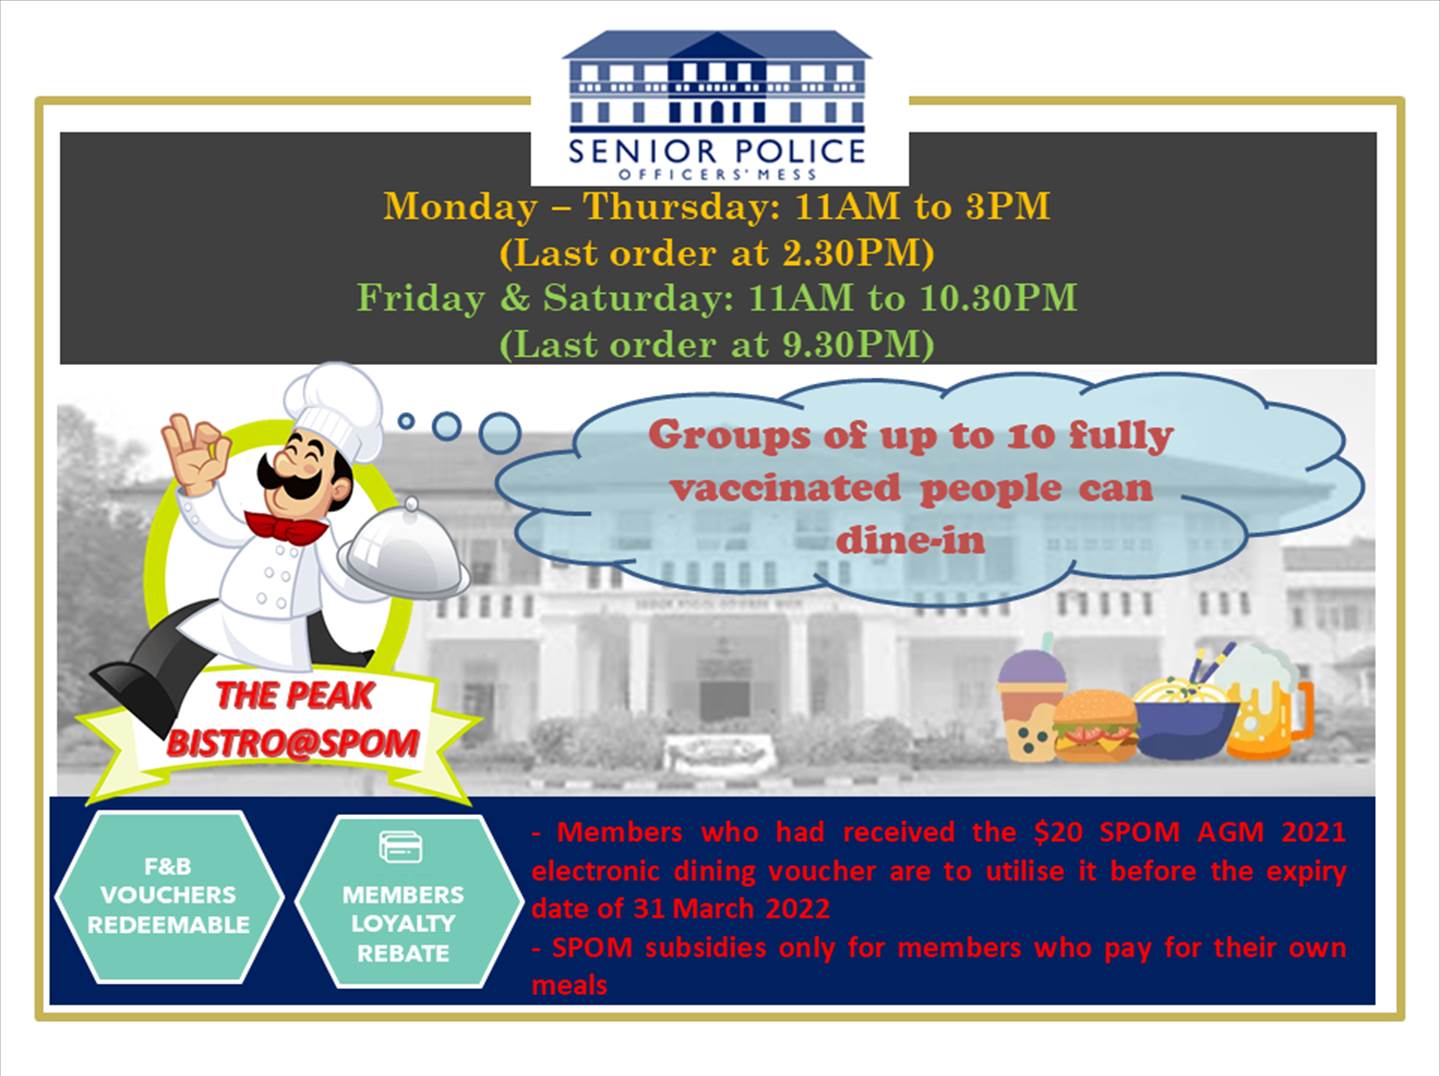 SENIOR POLICE
OFFICERS' MESS
Monday – Thursday: 11AM to 3PM
(Last order at 2.30PM)
Friday & Saturday: 11AM to 10.30PM
(Last order at 9.30PM)
Groups of up to 10 fully
vaccinated people can
dine-in
THE PEAK
BISTRO@SPOM
F&B
VOUCHERS
REDEEMABLE
MEMBERS
LOYALTY
REBATE
- Members who had received the $20 SPOM AGM 2021
electronic dining voucher are to utilise it before the expiry
date of 31 March 2022
- SPOM subsidies only for members who pay for their own
meals